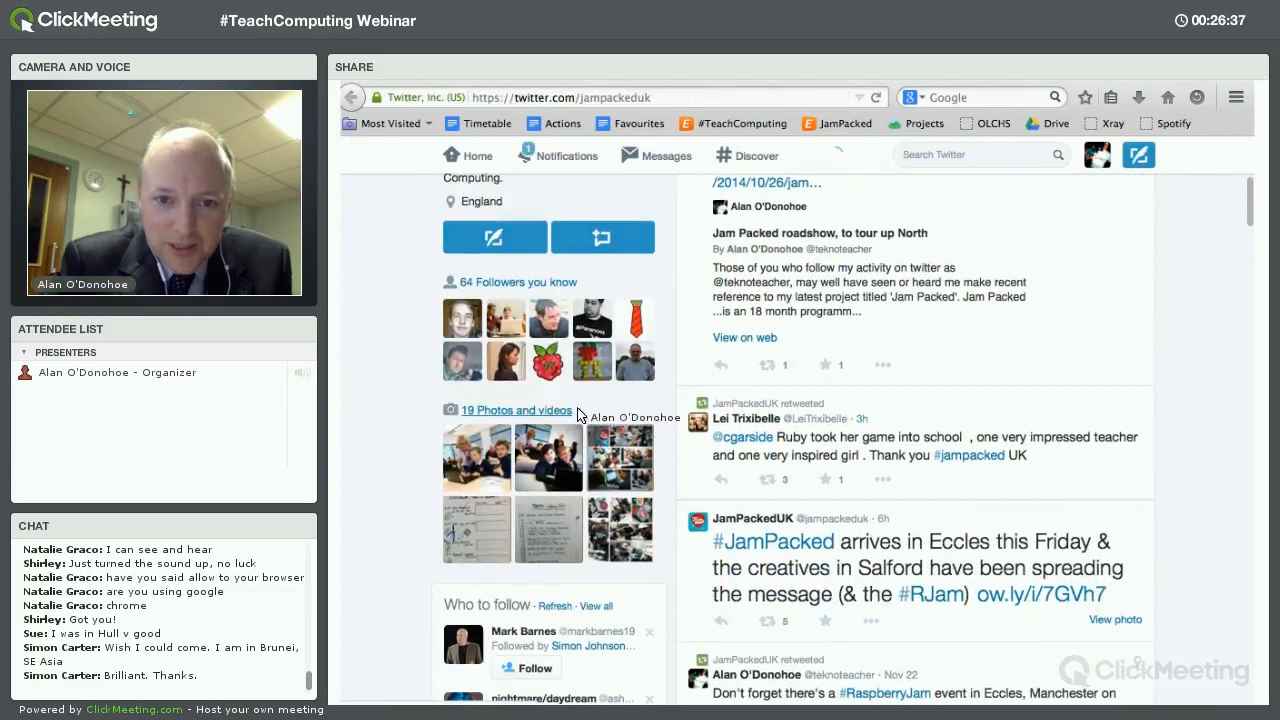 ClickMeeting
#TeachComputing Webinar
00:26:37
CAMERA AND VOICE
Alan O'Donohoe
ATTENDEE LIST
PRESENTERS
Alan O'Donohoe - Organizer
CHAT
Natalie Graco: I can see and hear
Shirley: Just turned the sound up, no luck
Natalie Graco: have you said allow to your browser
Natalie Graco: are you using google
Natalie Graco: chrome
Shirley: Got you!
Sue: I was in Hull v good
Simon Carter: Wish I could come. I am in Brunei,
SE Asia
Simon Carter: Brilliant. Thanks.
Powered by ClickMeeting.com - Host your own meeting
SHARE
Twitter, Inc. (US) https://twitter.com/jampackeduk
Google
Most Visited Timetable Actions Favourites #TeachComputing JamPacked Projects OLCHS Drive Xray Spotify
Home 1 Notifications Messages Discover Search Twitter
Computing.
England
64 Followers you know
#Paranoid
19 Photos and videos
Alan O'Donohoe
Who to follow · Refresh · View all
Mark Barnes @markbarnes19
Followed by Simon Johnson...
Follow
nightmare/daydream @ash...
/2014/10/26/jam...
Alan O'Donohoe
Jam Packed roadshow, to tour up North
By Alan O'Donohoe @teknoteacher
Those of you who follow my activity on twitter as
@teknoteacher, may well have seen or heard me make recent
reference to my latest project titled 'Jam Packed'. Jam Packed
...is an 18 month programm...
View on web
1 1
JamPackedUK retweeted
Lei Trixibelle @LeiTrixibelle · 3h
@cgarside Ruby took her game into school , one very impressed teacher
and one very inspired girl . Thank you #jampacked UK
3 1
JamPackedUK @jampackeduk · 6h
#JamPacked arrives in Eccles this Friday &
the creatives in Salford have been spreading
the message (& the #RJam) ow.ly/i/7GVh7
5
View photo
JamPackedUK retweeted
Alan O'Donohoe @teknoteacher · Nov 22
Don't forget there's a #RaspberryJam event in Eccles, Manchester on
ClickMeeting